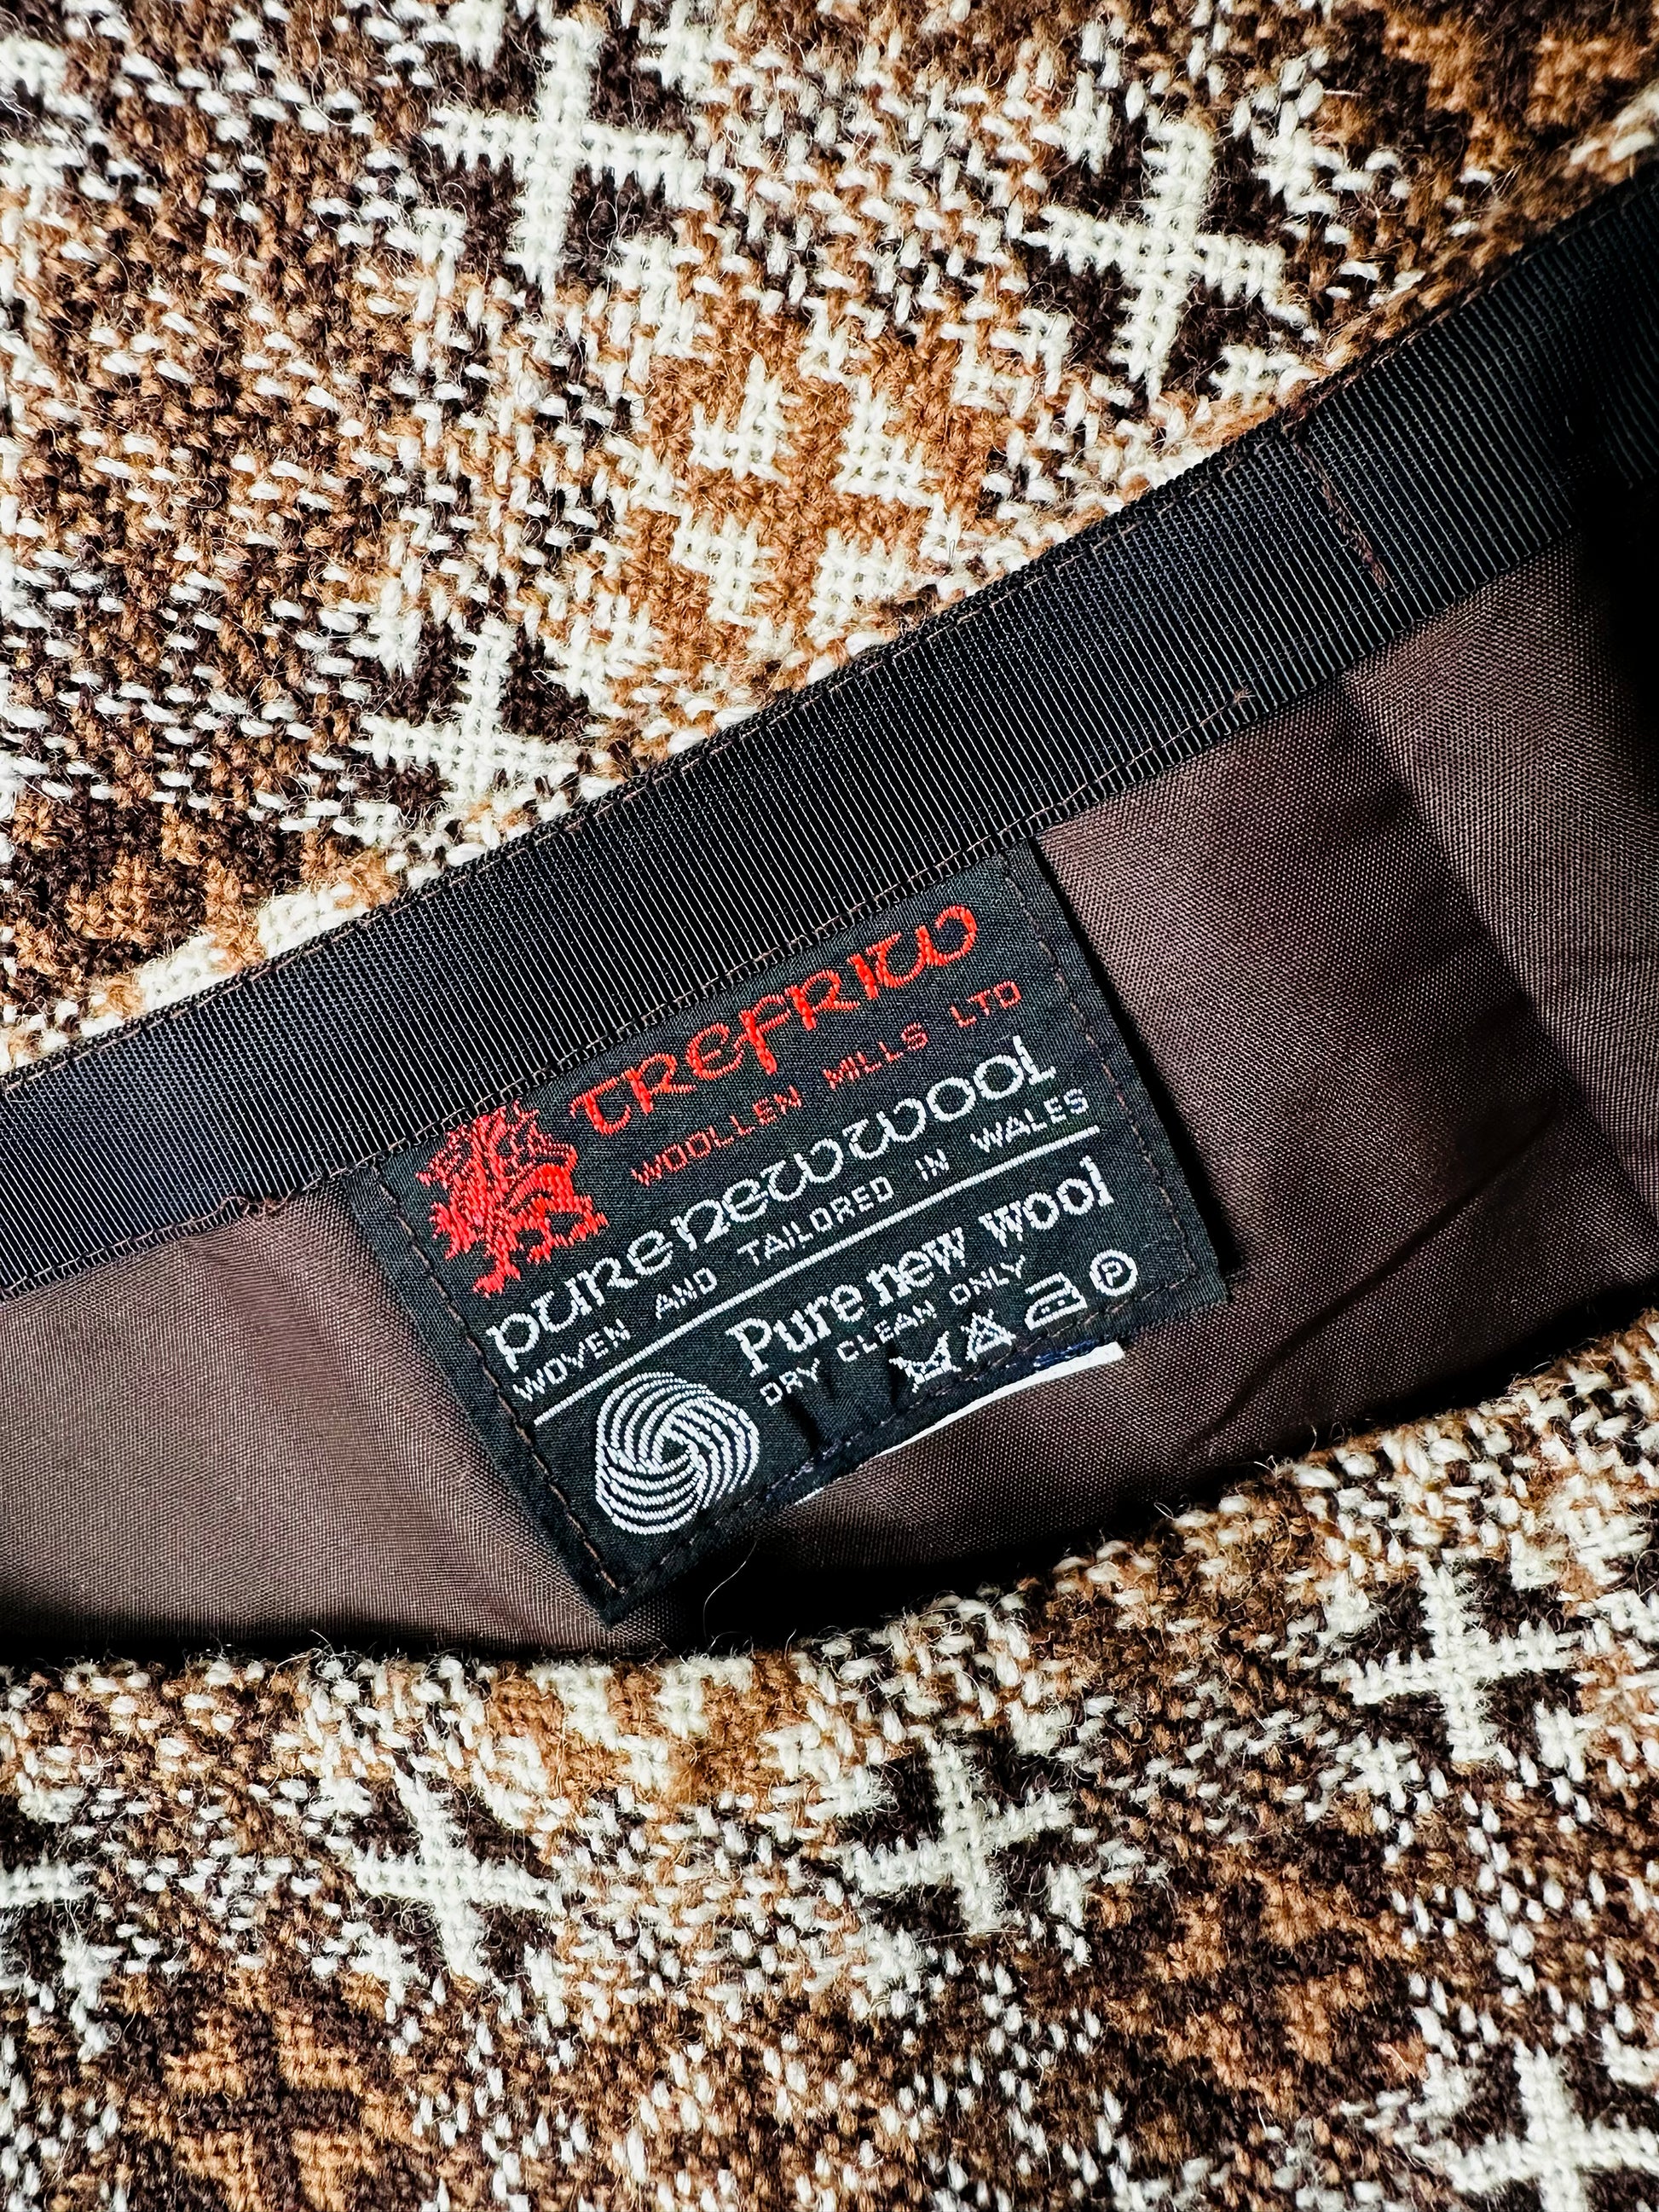 TREFRIW
WOOLLEN MILLS LTD
pure new wool
WOVEN AND TAILORED IN WALES
Pure new wool
DRY CLEAN ONLY
P